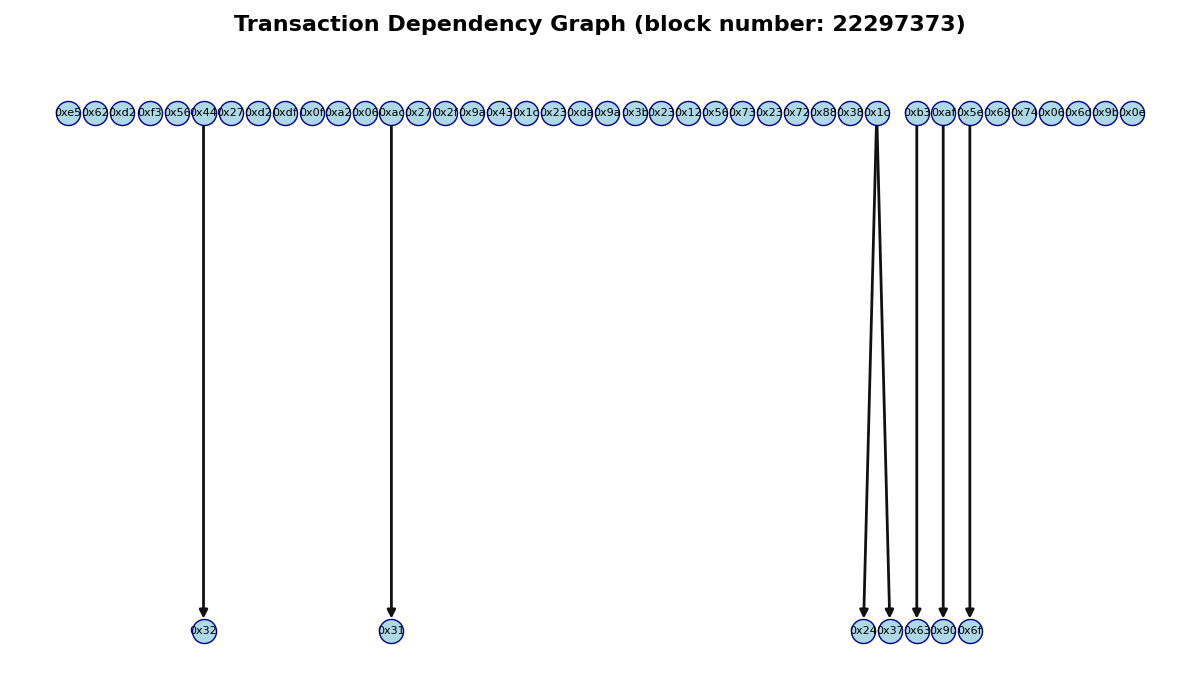 Transaction Dependency Graph (block number: 22297373)
0xe5 0x62 0xd2 0xf3 0x56 0x44 0x27 0xd2 0xdf 0x0f 0xa2 0x06 0xac 0x27 0x2f 0x9a 0x43 0x1c 0x23 0xda 0x9a 0x3b 0x23 0x12 0x56 0x73 0x23 0x72 0x88 0x38 0x1c 0xb3 0xaf 0x5e 0x68 0x74 0x06 0x6c 0x9b 0x0e
0x32 0x31 0x24 0x37 0x63 0x90 0x6f